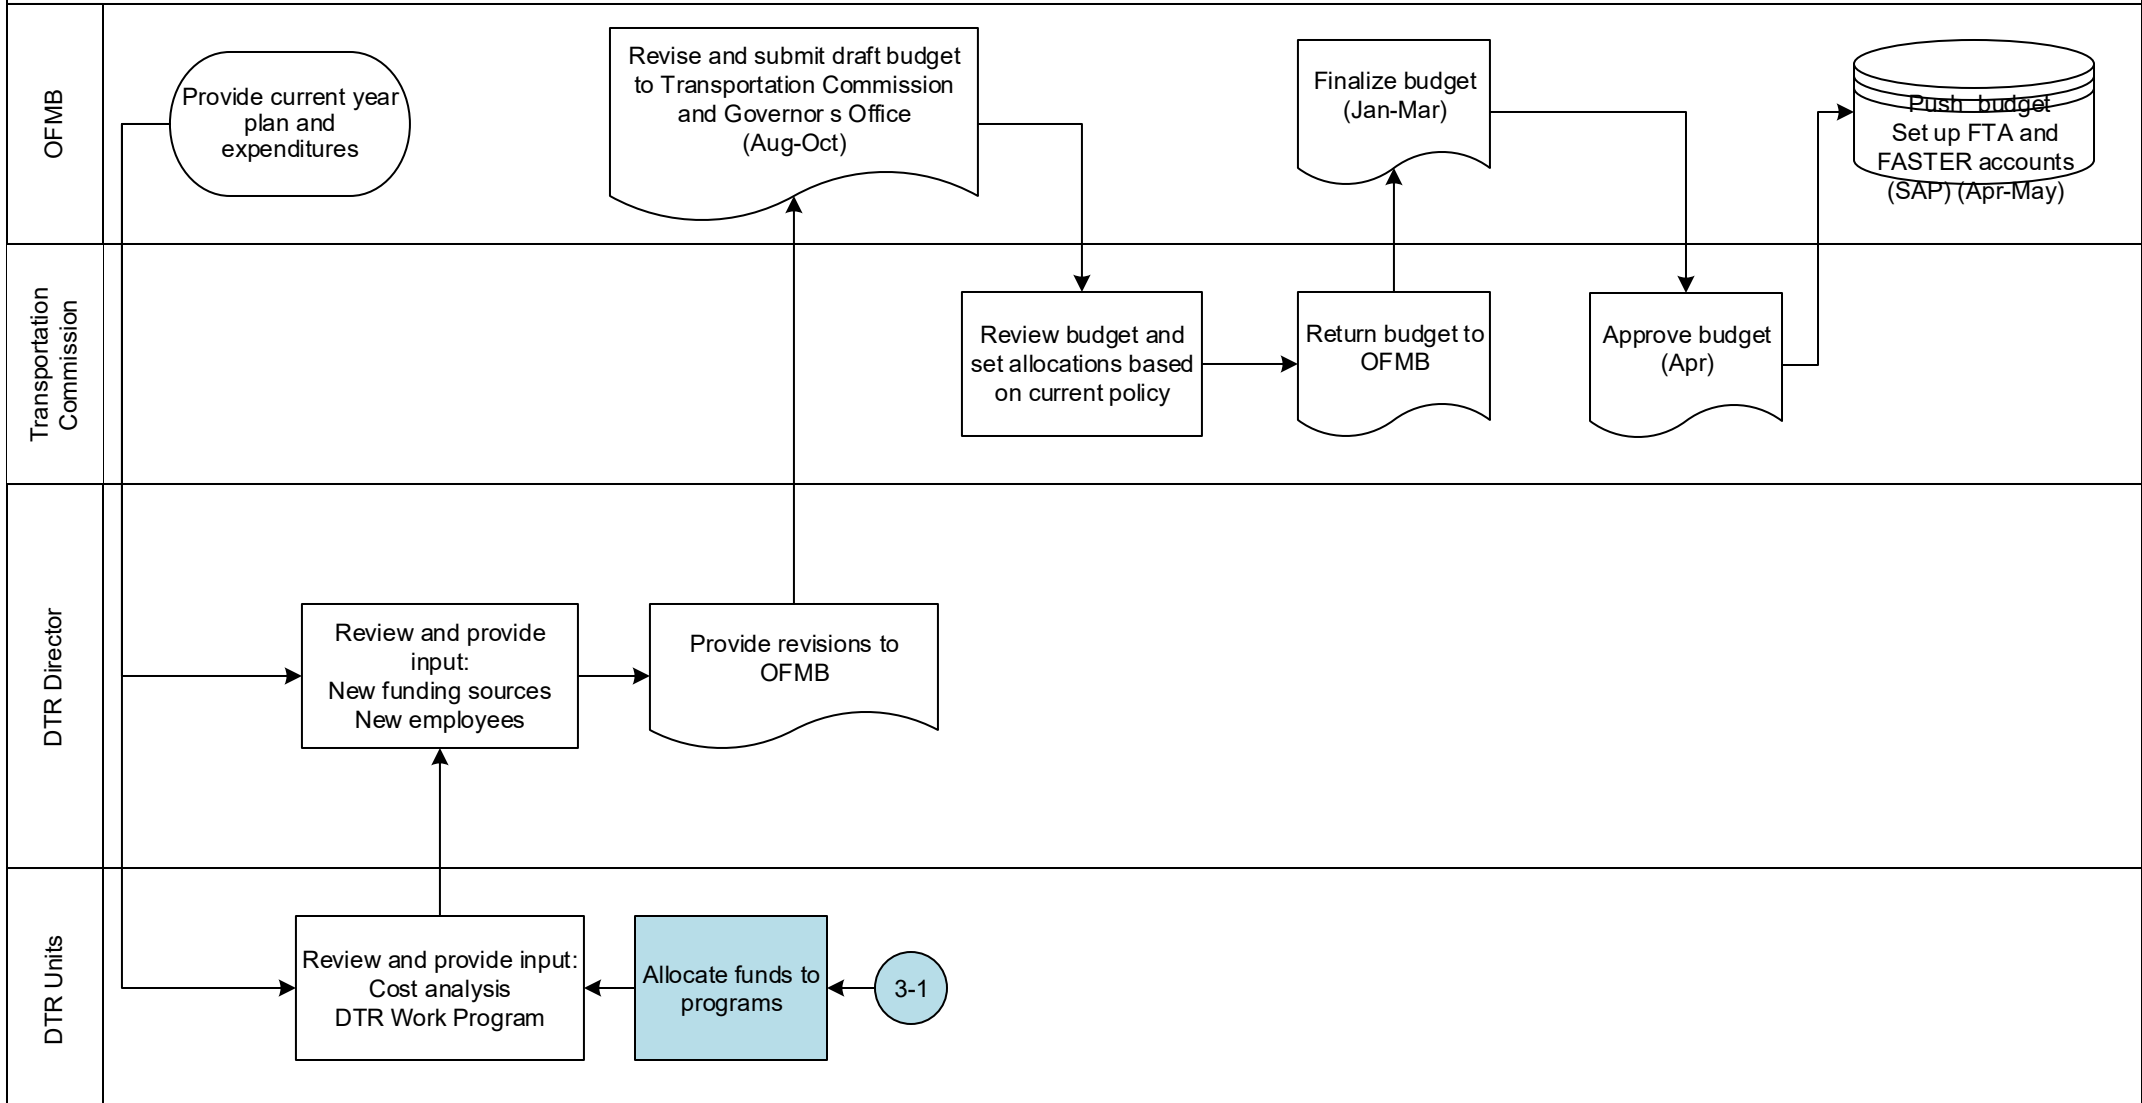 OFMB
Provide current year
plan and
expenditures
Revise and submit draft budget
to Transportation Commission
and Governor s Office
(Aug-Oct)
Finalize budget
(Jan-Mar)
Push budget
Set up FTA and
FASTER accounts
(SAP) (Apr-May)
Transportation
Commission
Review budget and
set allocations based
on current policy
Return budget to
OFMB
Approve budget
(Apr)
DTR Director
Review and provide
input:
New funding sources
New employees
Provide revisions to
OFMB
DTR Units
Review and provide input:
Cost analysis
DTR Work Program
Allocate funds to
programs
3-1